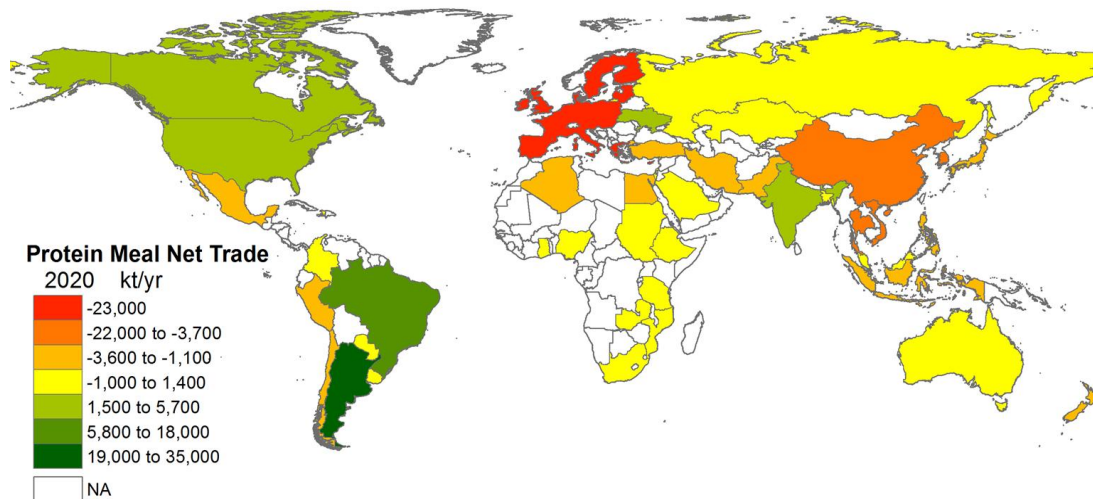 Protein Meal Net Trade
2020 kt/yr
-23,000
-22,000 to -3,700
-3,600 to -1,100
-1,000 to 1,400
1,500 to 5,700
5,800 to 18,000
19,000 to 35,000
NA